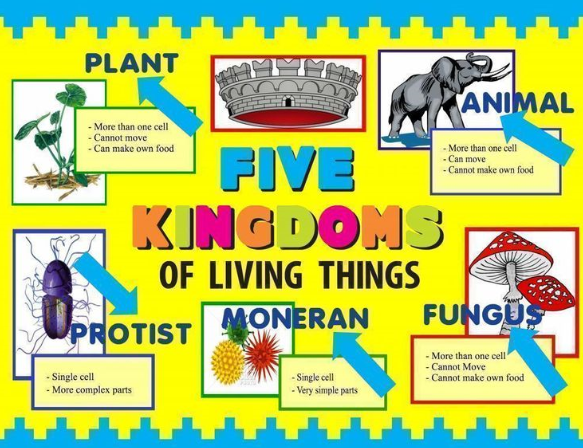 PLANT
- More than one cell
- Cannot move
- Can make own food
ANIMAL
- More than one cell
- Can move
- Cannot make own food
FIVE
KINGDOMS
OF LIVING THINGS
PROTIST
- Single cell
- More complex parts
MONERAN
- Single cell
- Very simple parts
FUNGUS
- More than one cell
- Cannot Move
- Cannot make own food